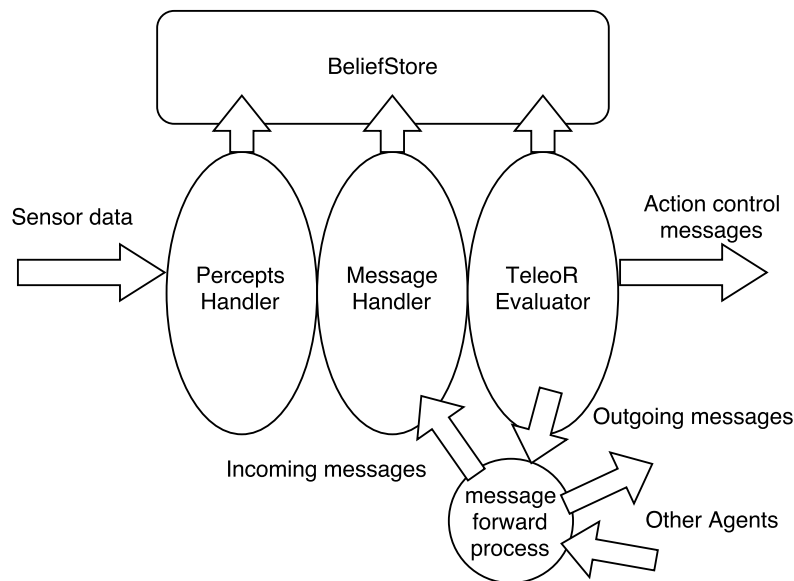 BeliefStore
Sensor data
Percepts
Handler
Message
Handler
TeleoR
Evaluator
Action control
messages
Outgoing messages
Incoming messages
message
forward
process
Other Agents